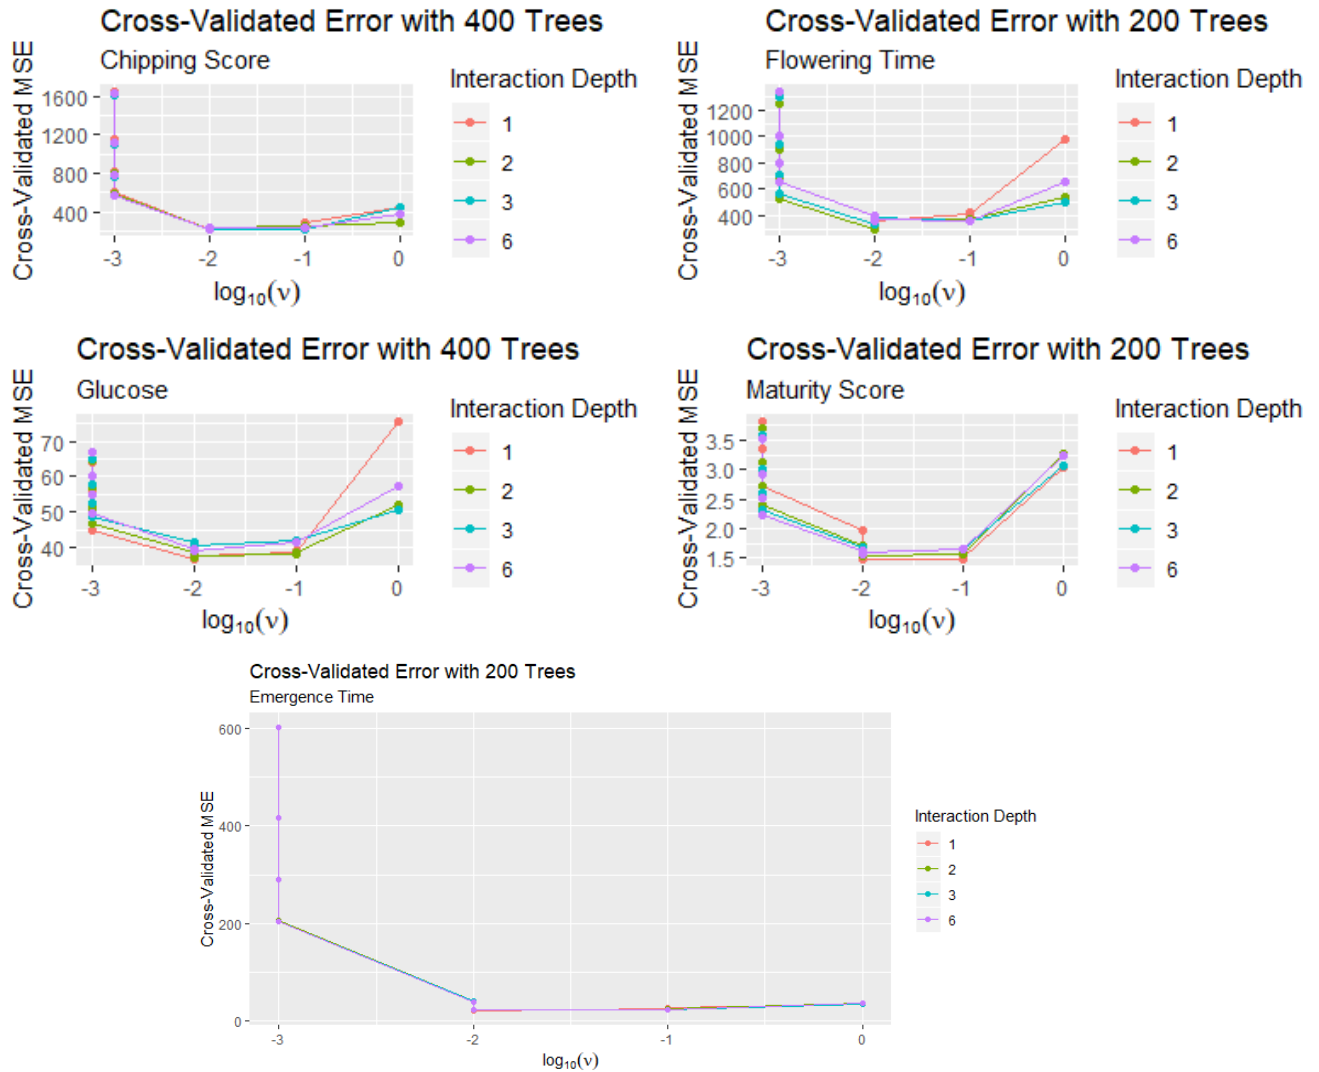 Cross-Validated Error with 400 Trees
Chipping Score
Cross-Validated MSE
1600
1200
800
400
-3 -2 -1 0
log10(ν)
Interaction Depth
1
2
3
6
Cross-Validated Error with 200 Trees
Flowering Time
Cross-Validated MSE
1200
1000
800
600
400
-3 -2 -1 0
log10(ν)
Interaction Depth
1
2
3
6
Cross-Validated Error with 400 Trees
Glucose
Cross-Validated MSE
70
60
50
40
-3 -2 -1 0
log10(ν)
Interaction Depth
1
2
3
6
Cross-Validated Error with 200 Trees
Maturity Score
Cross-Validated MSE
3.5
3.0
2.5
2.0
1.5
-3 -2 -1 0
log10(ν)
Interaction Depth
1
2
3
6
Cross-Validated Error with 200 Trees
Emergence Time
Cross-Validated MSE
600
400
200
0
-3 -2 -1 0
log10(ν)
Interaction Depth
1
2
3
6